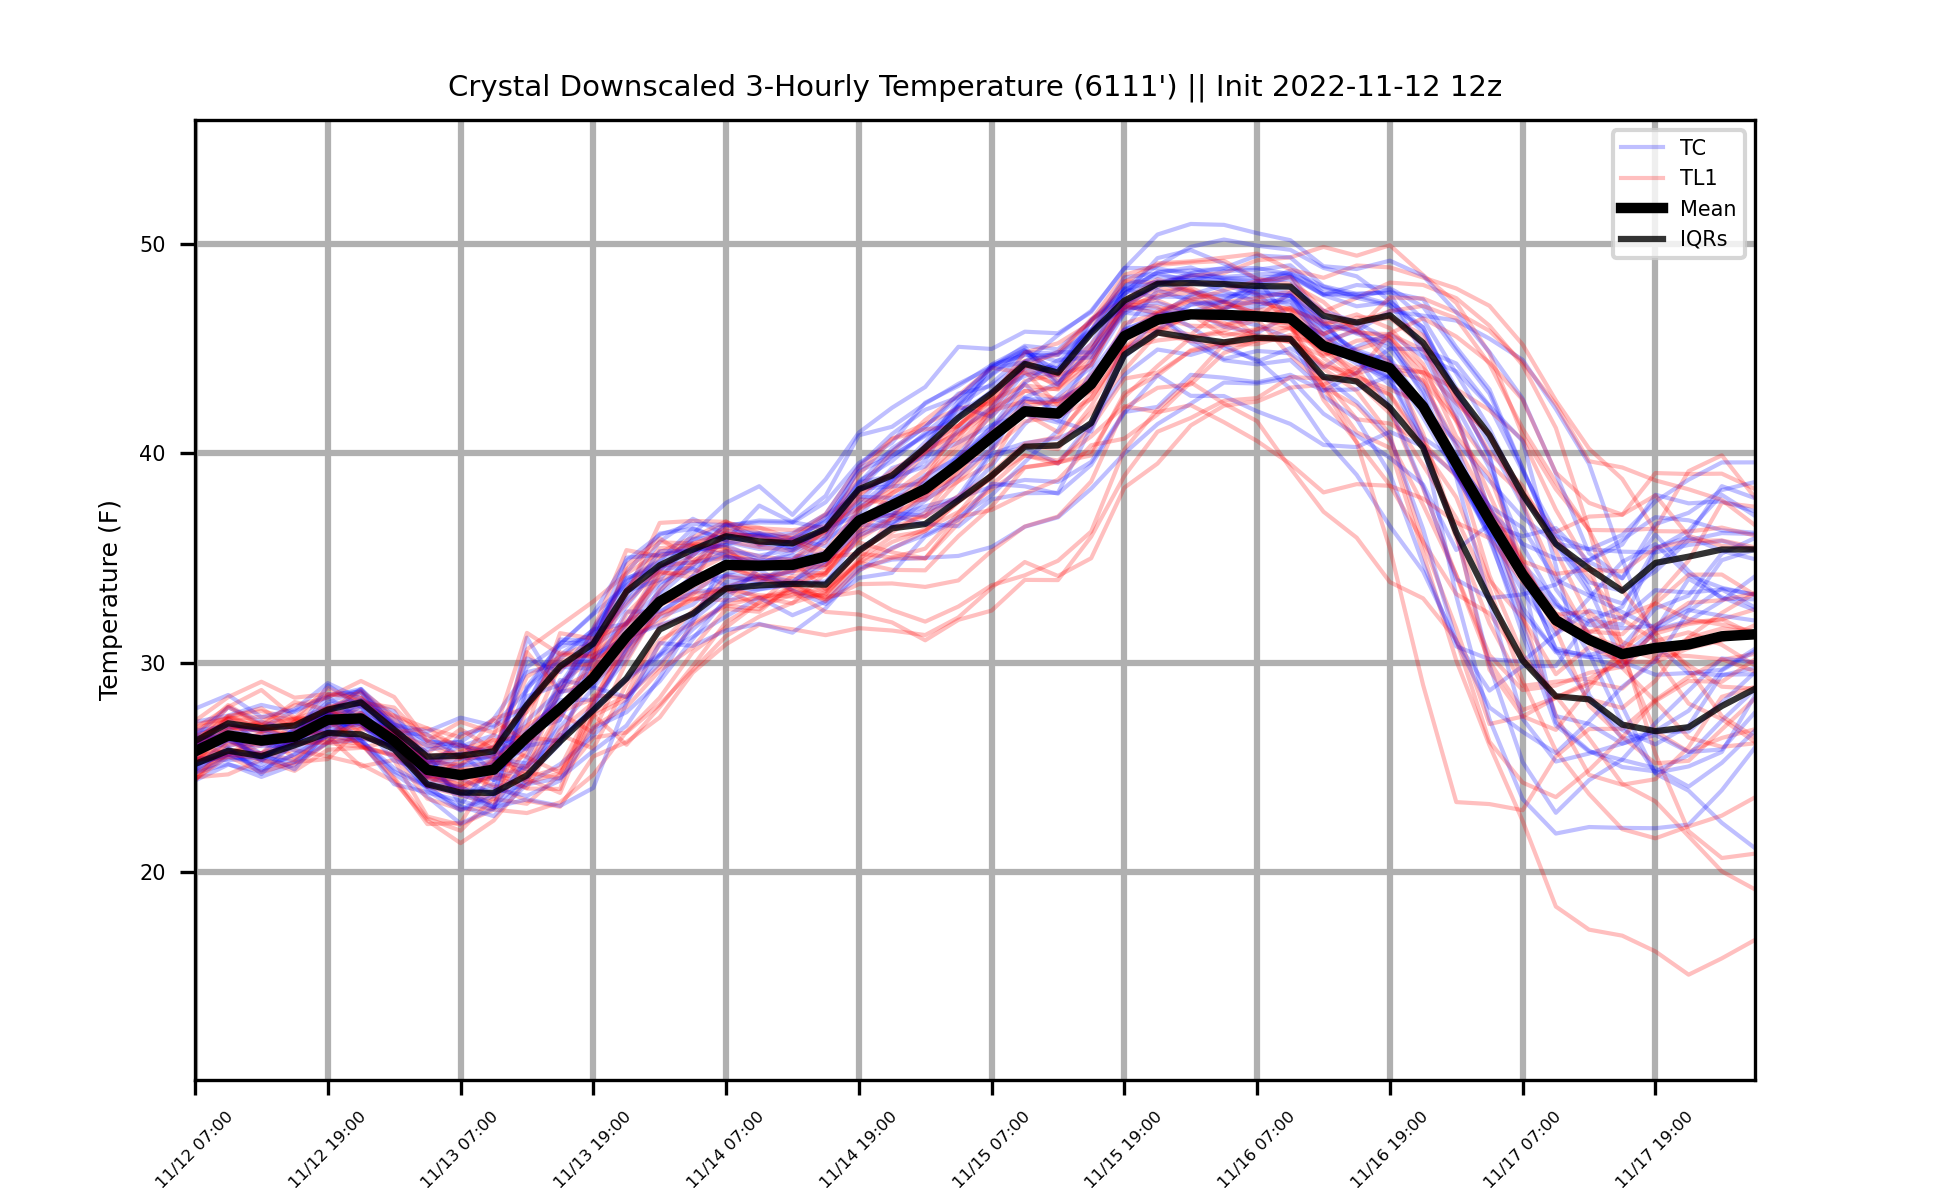 Crystal Downscaled 3-Hourly Temperature (6111') || Init 2022-11-12 12z
TC
TL1
Mean
IQRs
Temperature (F)
50
40
30
20
11/12 07:00
11/12 19:00
11/13 07:00
11/13 19:00
11/14 07:00
11/14 19:00
11/15 07:00
11/15 19:00
11/16 07:00
11/16 19:00
11/17 07:00
11/17 19:00